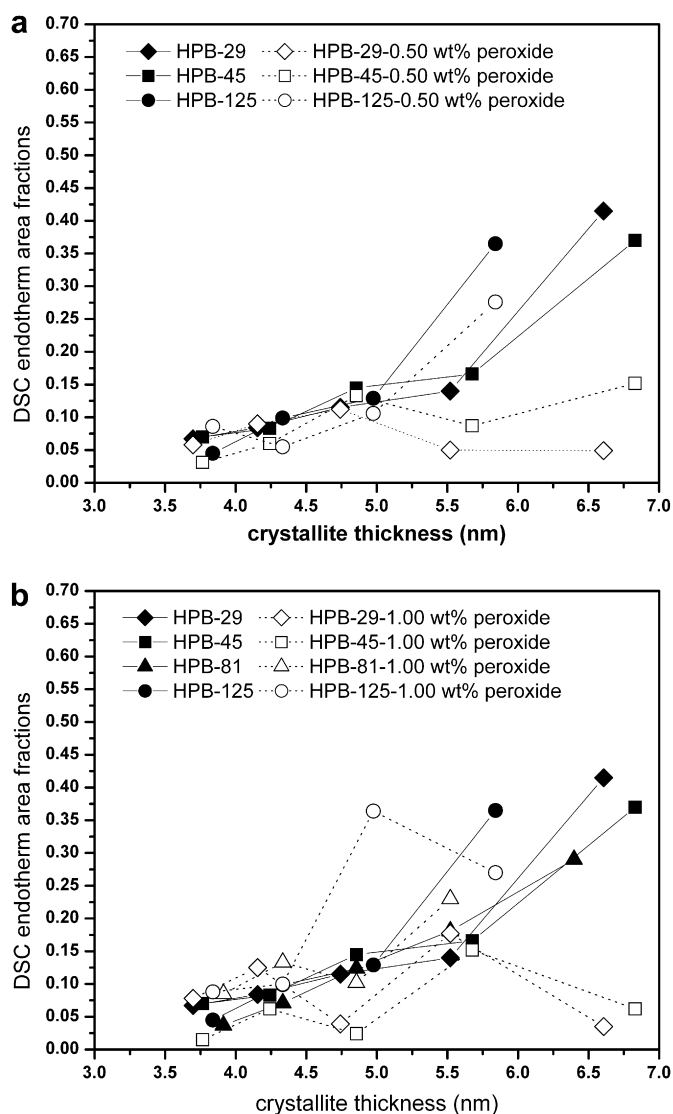 a
0.70
0.65
0.60
0.55
0.50
0.45
0.40
0.35
0.30
0.25
0.20
0.15
0.10
0.05
0.00
DSC endotherm area fractions
HPB-29 HPB-29-0.50 wt% peroxide
HPB-45 HPB-45-0.50 wt% peroxide
HPB-125 HPB-125-0.50 wt% peroxide
3.0 3.5 4.0 4.5 5.0 5.5 6.0 6.5 7.0
crystallite thickness (nm)
b
0.70
0.65
0.60
0.55
0.50
0.45
0.40
0.35
0.30
0.25
0.20
0.15
0.10
0.05
0.00
DSC endotherm area fractions
HPB-29 HPB-29-1.00 wt% peroxide
HPB-45 HPB-45-1.00 wt% peroxide
HPB-81 HPB-81-1.00 wt% peroxide
HPB-125 HPB-125-1.00 wt% peroxide
3.0 3.5 4.0 4.5 5.0 5.5 6.0 6.5 7.0
crystallite thickness (nm)